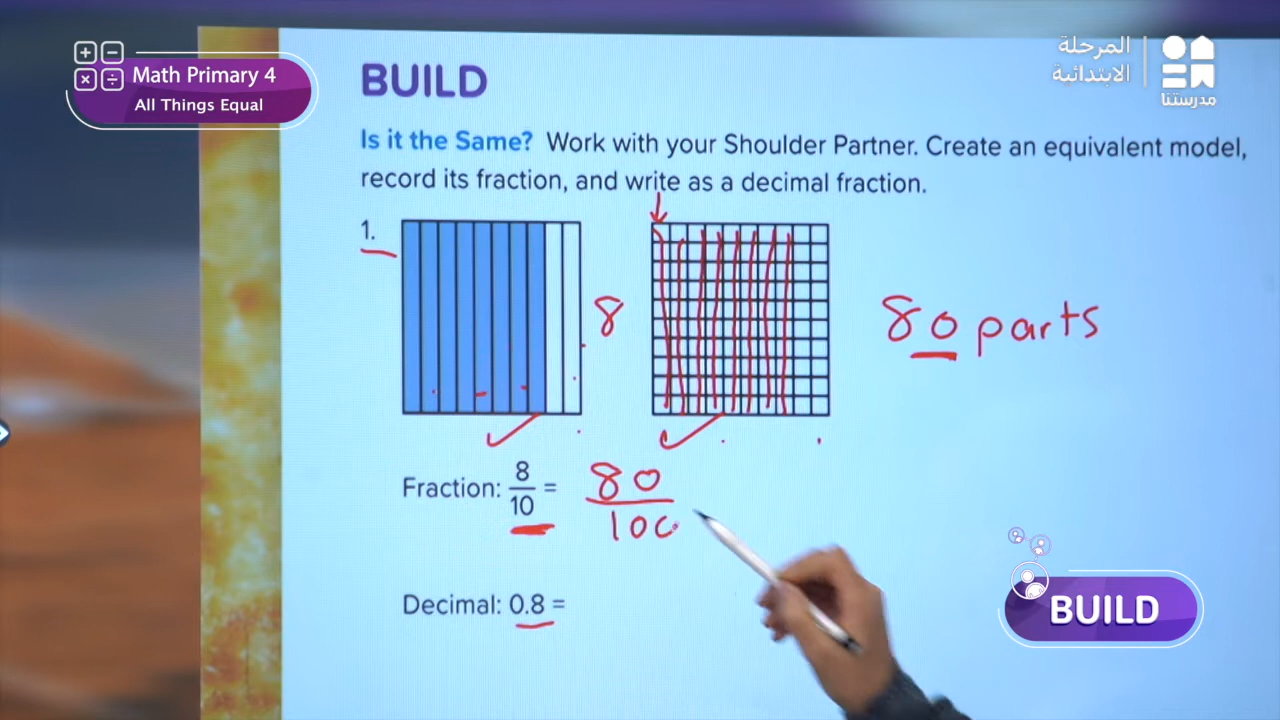 + −
× ÷
Math Primary 4
All Things Equal
المرحلة
الابتدائية
مدرستنا
BUILD
Is it the Same? Work with your Shoulder Partner. Create an equivalent model,
record its fraction, and write as a decimal fraction.
1.
8
80 parts
Fraction: 8/10 = 80/100
Decimal: 0.8 =
BUILD